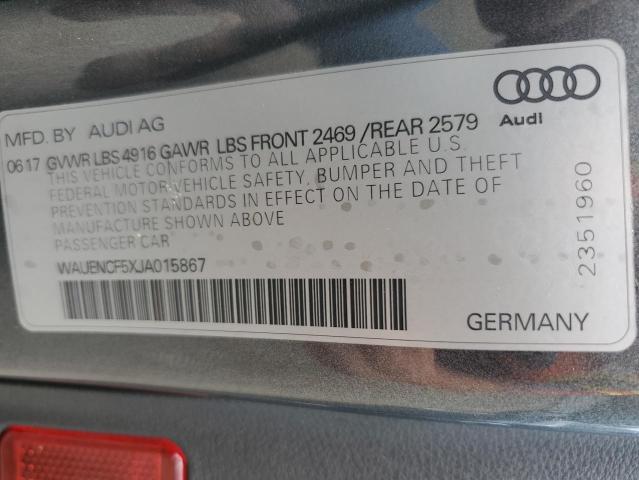 MFD. BY AUDI AG
Audi
0617 GVWR LBS 4916 GAWR LBS FRONT 2469 / REAR 2579
THIS VEHICLE CONFORMS TO ALL APPLICABLE U.S.
FEDERAL MOTOR VEHICLE SAFETY, BUMPER AND THEFT
PREVENTION STANDARDS IN EFFECT ON THE DATE OF
MANUFACTURE SHOWN ABOVE
PASSENGER CAR
WAUENCF5XJA015867
2351960
GERMANY